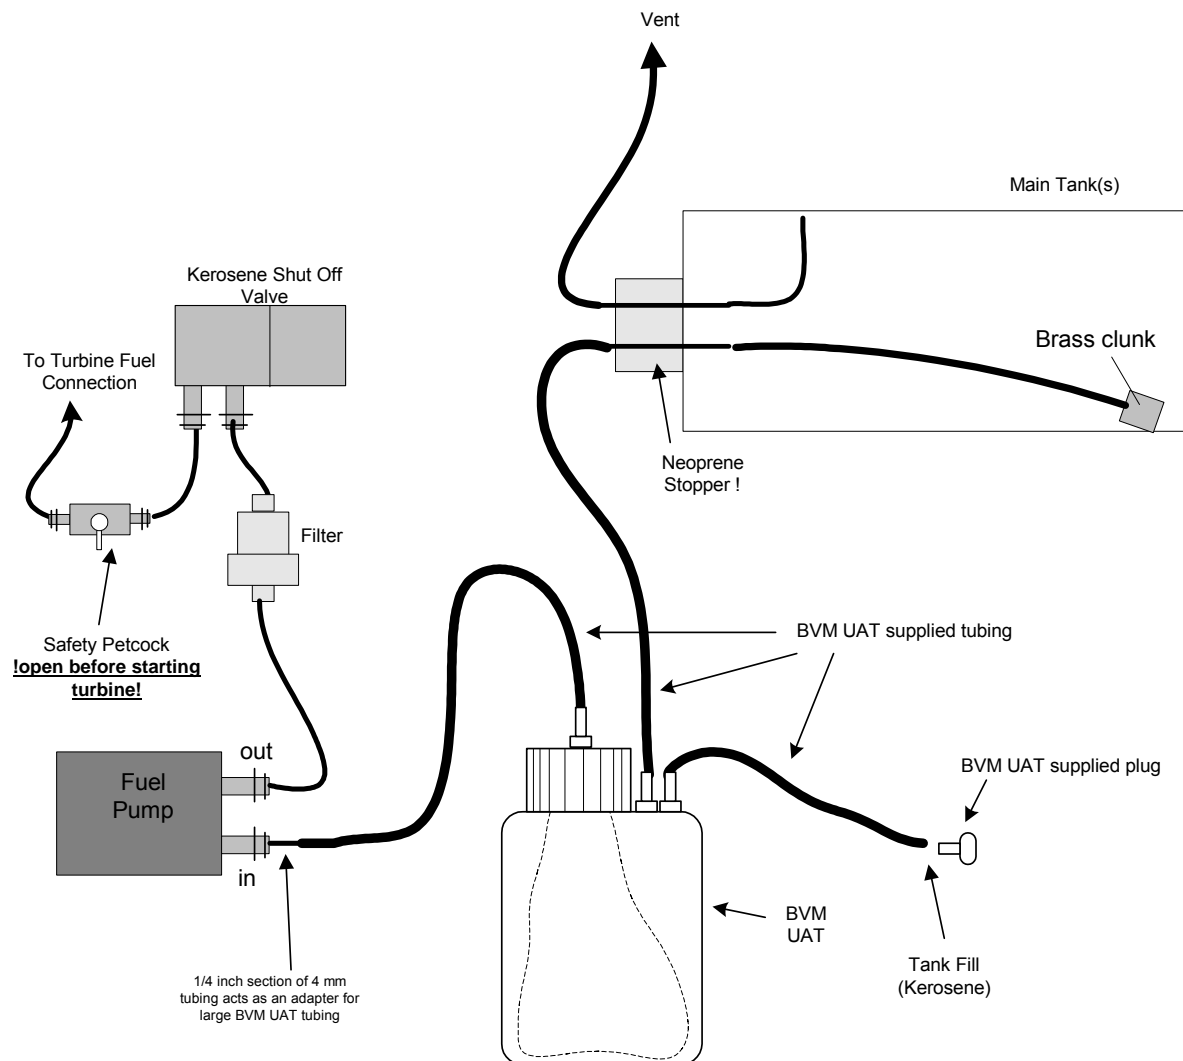 Vent
Main Tank(s)
Kerosene Shut Off
Valve
To Turbine Fuel
Connection
Brass clunk
Neoprene
Stopper !
Filter
Safety Petcock
!open before starting
turbine!
BVM UAT supplied tubing
out
Fuel
Pump
in
BVM UAT supplied plug
BVM
UAT
Tank Fill
(Kerosene)
1/4 inch section of 4 mm
tubing acts as an adapter for
large BVM UAT tubing